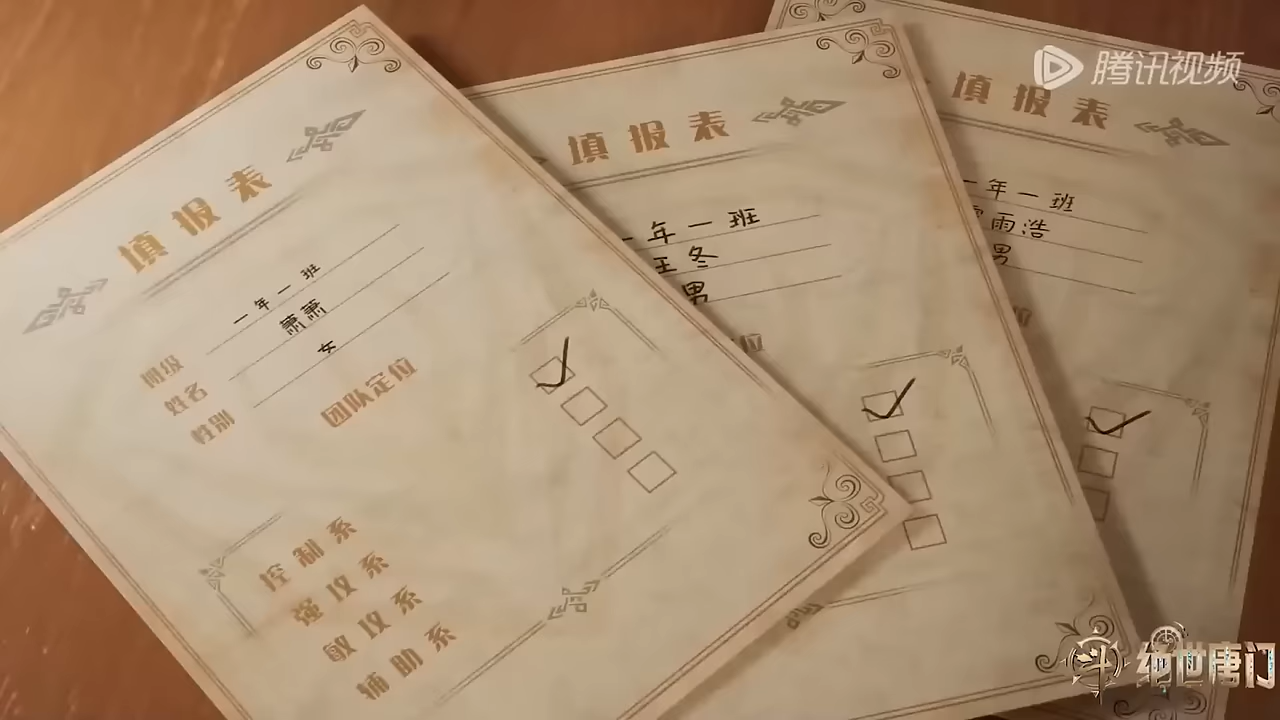 填报表
班级 一年一班
姓名 萧萧
性别 女
团队定位
控制系
强攻系
敏攻系
辅助系
填报表
一年一班
王冬
男
位
填报表
一年一班
雨浩
男
位
腾讯视频
斗
绝世唐门